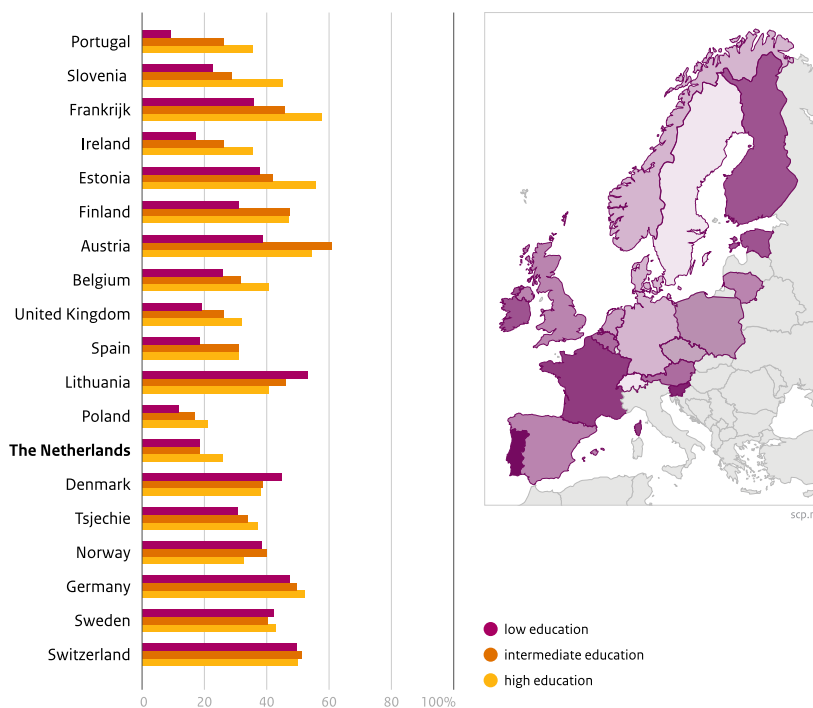 Portugal
Slovenia
Frankrijk
Ireland
Estonia
Finland
Austria
Belgium
United Kingdom
Spain
Lithuania
Poland
The Netherlands
Denmark
Tsjechie
Norway
Germany
Sweden
Switzerland
0 20 40 60 80 100%
scp.n
low education
intermediate education
high education